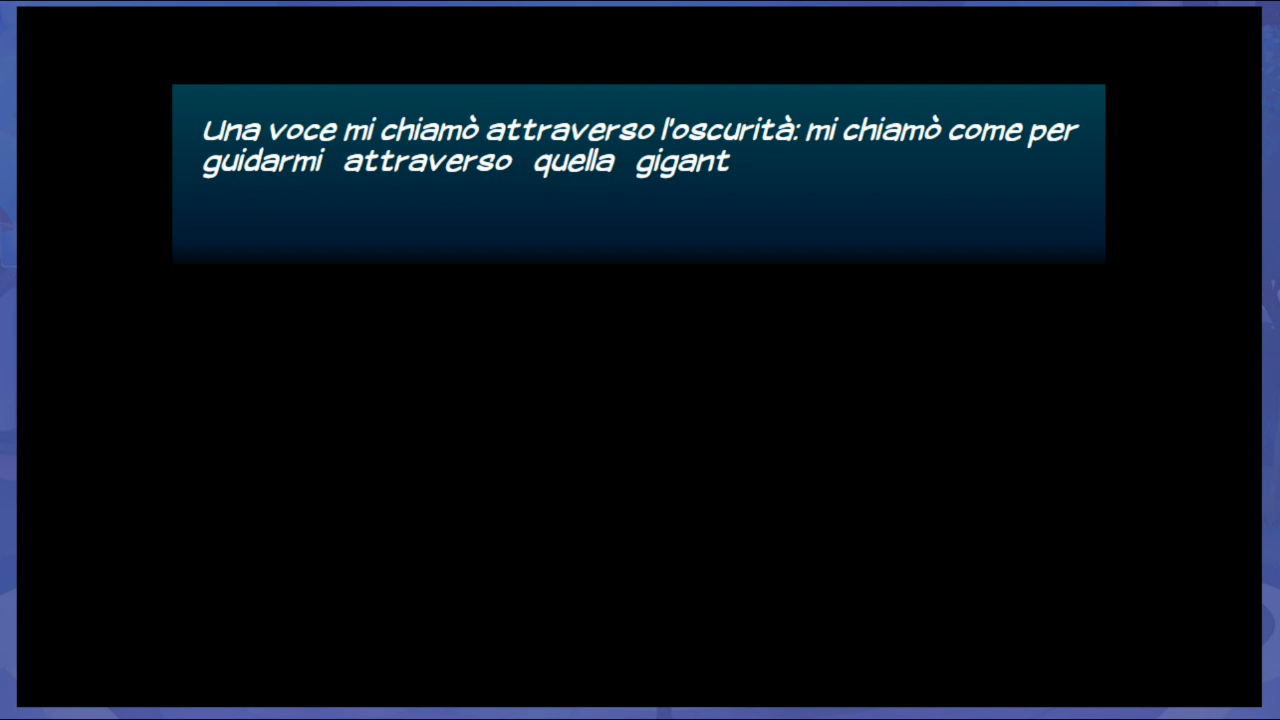 Una voce mi chiamò attraverso l'oscurità: mi chiamò come per
guidarmi attraverso quella gigant